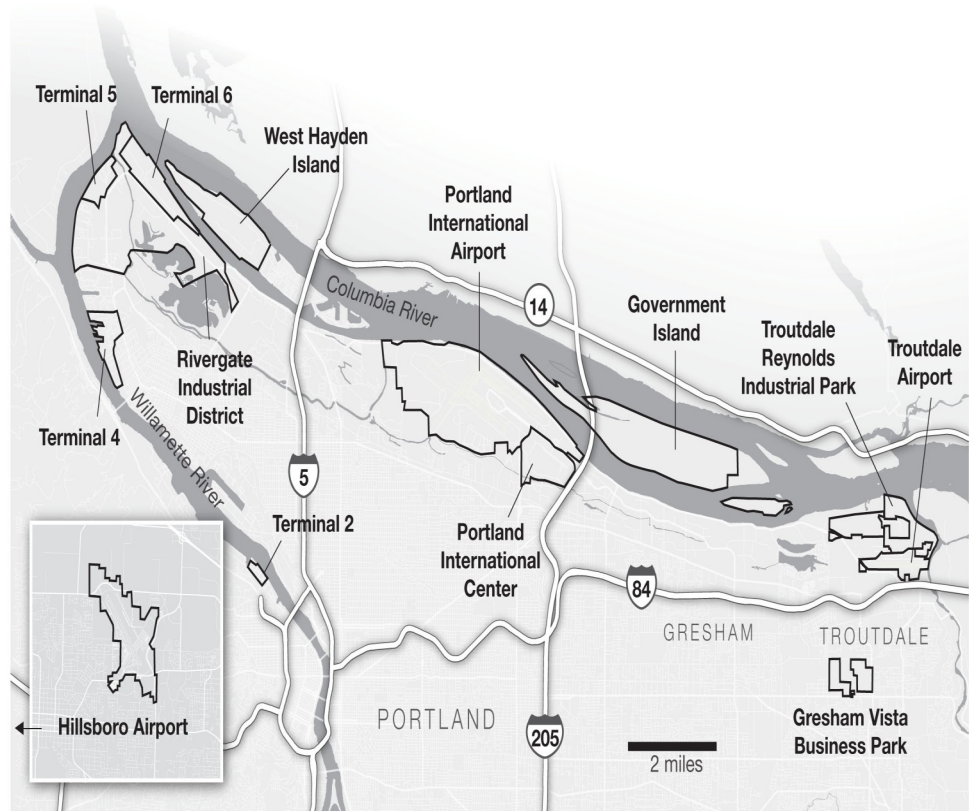 Terminal 5
Terminal 6
West Hayden
Island
Portland
International
Airport
Columbia River
14
Government
Island
Troutdale
Reynolds
Industrial Park
Troutdale
Airport
Rivergate
Industrial
District
Terminal 4
Willamette River
5
Terminal 2
Portland
International
Center
84
GRESHAM
TROUTDALE
Hillsboro Airport
PORTLAND
205
2 miles
Gresham Vista
Business Park